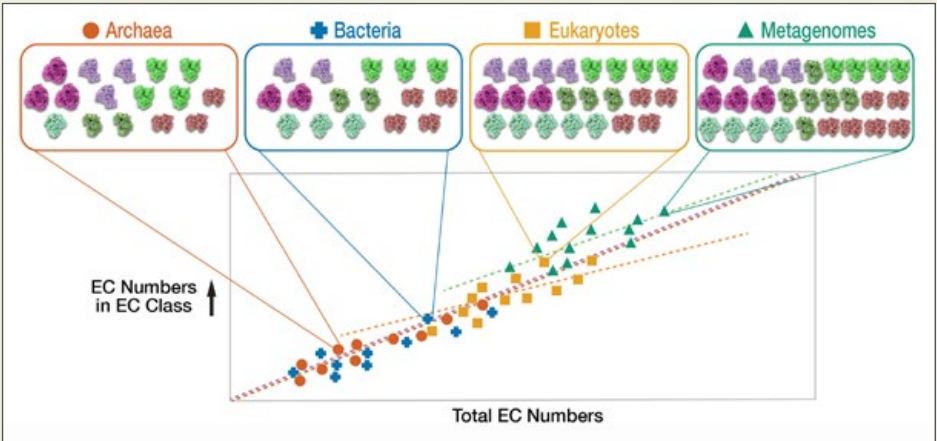 Archaea
Bacteria
Eukaryotes
Metagenomes
EC Numbers
in EC Class
Total EC Numbers